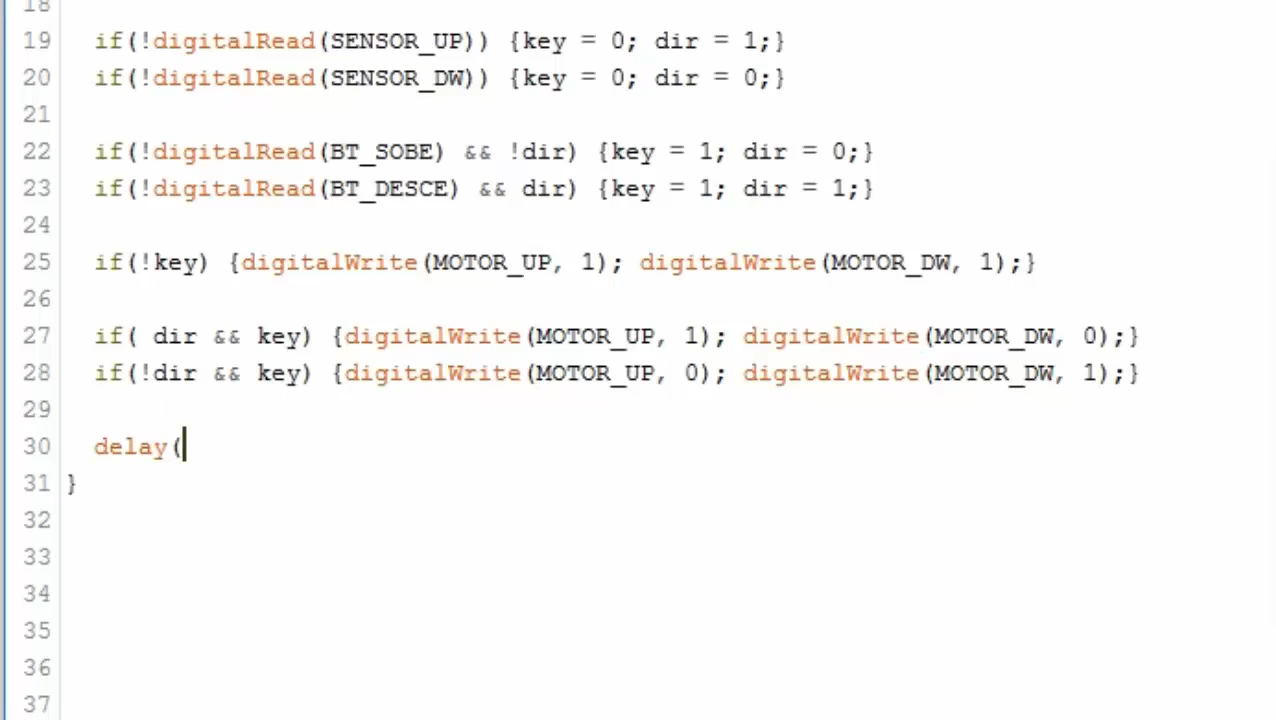 18
19 if(!digitalRead(SENSOR_UP)) {key = 0; dir = 1;}
20 if(!digitalRead(SENSOR_DW)) {key = 0; dir = 0;}
21
22 if(!digitalRead(BT_SOBE) && !dir) {key = 1; dir = 0;}
23 if(!digitalRead(BT_DESCE) && dir) {key = 1; dir = 1;}
24
25 if(!key) {digitalWrite(MOTOR_UP, 1); digitalWrite(MOTOR_DW, 1);}
26
27 if( dir && key) {digitalWrite(MOTOR_UP, 1); digitalWrite(MOTOR_DW, 0);}
28 if(!dir && key) {digitalWrite(MOTOR_UP, 0); digitalWrite(MOTOR_DW, 1);}
29
30 delay(
31 }
32
33
34
35
36
37